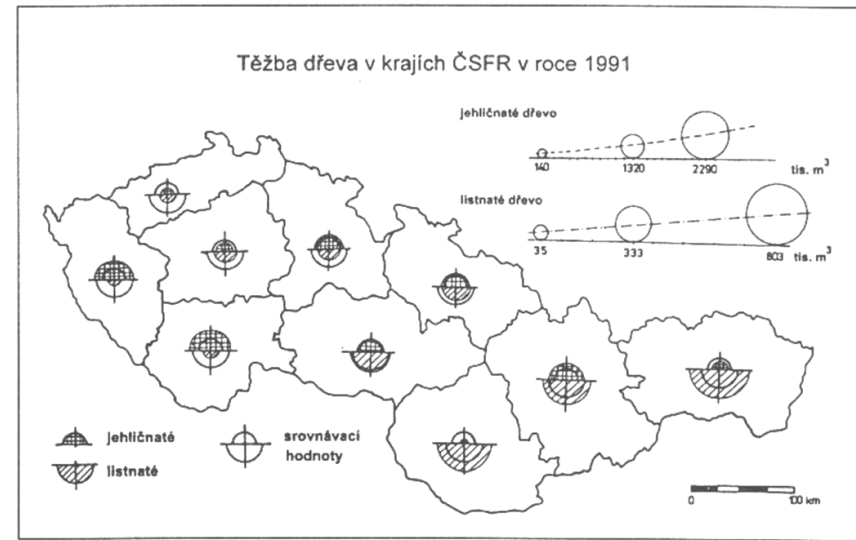 Těžba dřeva v krajích ČSFR v roce 1991
jehličnaté dřevo
140
1320
2290
tis. m³
listnaté dřevo
35
333
803
tis. m³
jehličnaté
listnaté
srovnávací
hodnoty
0
100 km